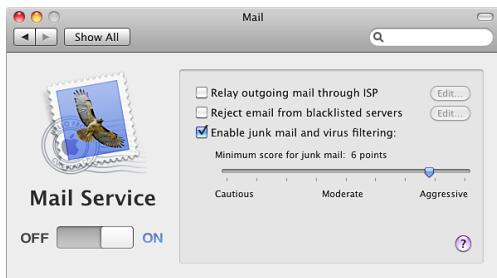 Mail
Show All
Relay outgoing mail through ISP
Edit...
Reject email from blacklisted servers
Edit...
Enable junk mail and virus filtering:
Minimum score for junk mail: 6 points
Cautious Moderate Aggressive
Mail Service
OFF ON
?